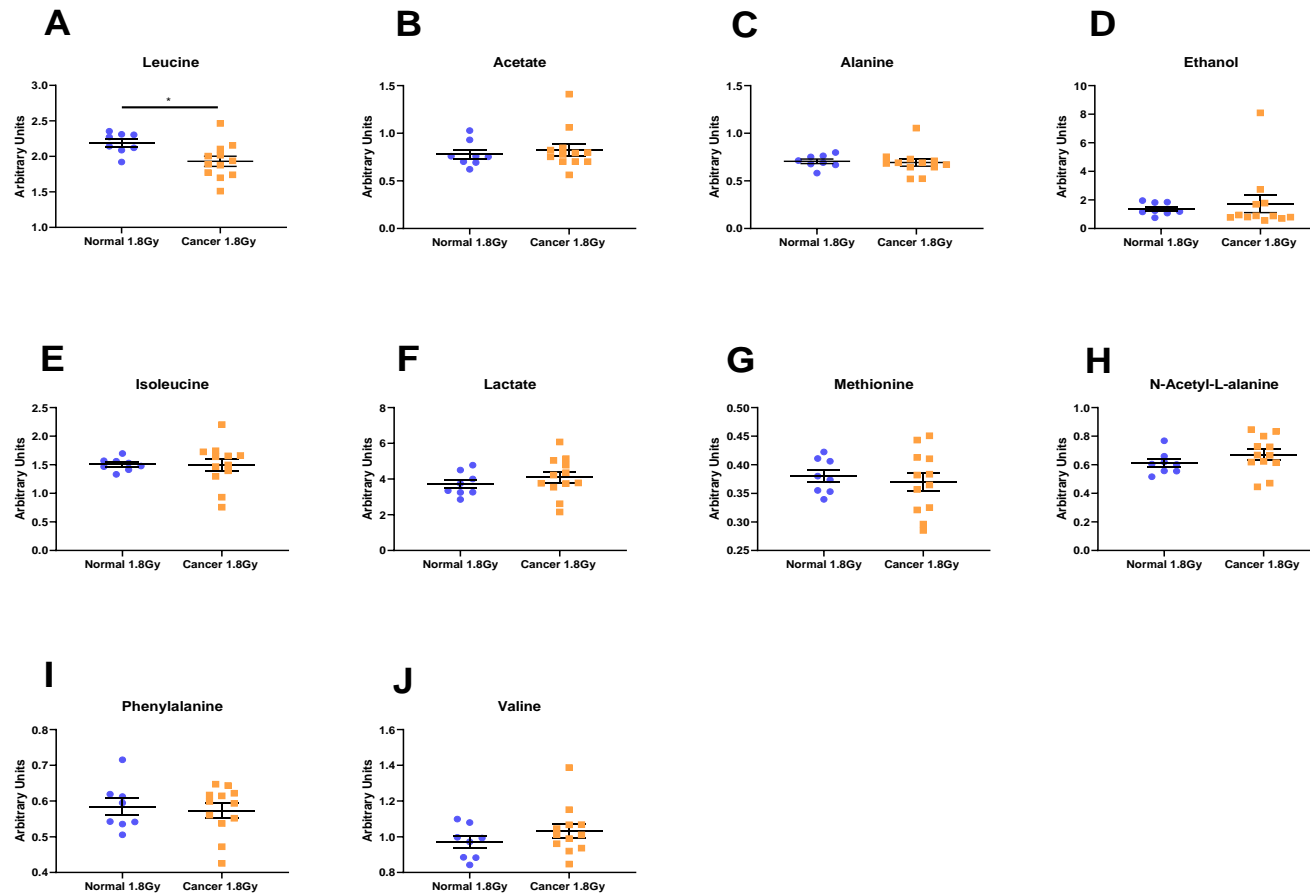 A
Leucine
Arbitrary Units
3.0
2.5
2.0
1.5
1.0
*
Normal 1.8Gy Cancer 1.8Gy
B
Acetate
Arbitrary Units
1.5
1.0
0.5
0.0
Normal 1.8Gy Cancer 1.8Gy
C
Alanine
Arbitrary Units
1.5
1.0
0.5
0.0
Normal 1.8Gy Cancer 1.8Gy
D
Ethanol
Arbitrary Units
10
8
6
4
2
0
Normal 1.8Gy Cancer 1.8Gy
E
Isoleucine
Arbitrary Units
2.5
2.0
1.5
1.0
0.5
0.0
Normal 1.8Gy Cancer 1.8Gy
F
Lactate
Arbitrary Units
8
6
4
2
0
Normal 1.8Gy Cancer 1.8Gy
G
Methionine
Arbitrary Units
0.50
0.45
0.40
0.35
0.30
0.25
Normal 1.8Gy Cancer 1.8Gy
H
N-Acetyl-L-alanine
Arbitrary Units
1.0
0.8
0.6
0.4
0.2
0.0
Normal 1.8Gy Cancer 1.8Gy
I
Phenylalanine
Arbitrary Units
0.8
0.7
0.6
0.5
0.4
Normal 1.8Gy Cancer 1.8Gy
J
Valine
Arbitrary Units
1.6
1.4
1.2
1.0
0.8
Normal 1.8Gy Cancer 1.8Gy